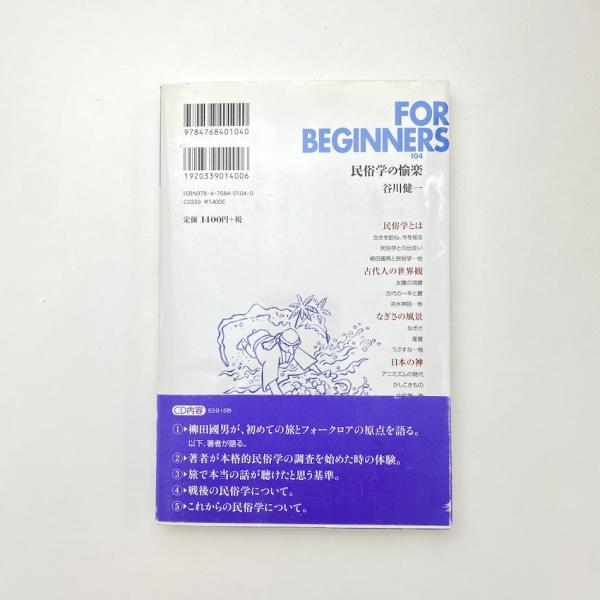 9784768401040
1920339014006
ISBN978-4-7684-0104-0
C0339 ¥1400E
定価 1400円+税
FOR
BEGINNERS
104
民俗学の愉楽
谷川健一
民俗学とは
古きを訪ね、今を知る
民俗学との出会い
柳田國男と民俗学…他
古代人の世界観
太陽の洞窟
古代の一年と暦
洪水神話…他
なぎさの風景
なぎさ
産屋
うぶすな…他
日本の神
アニミズムの時代
かしこきもの
CD内容 53分15秒
①▶柳田國男が、初めての旅とフォークロアの原点を語る。
以下、著者が語る。
②▶著者が本格的民俗学の調査を始めた時の体験。
③▶旅で本当の話が聴けたと思う基準。
④▶戦後の民俗学について。
⑤▶これからの民俗学について。